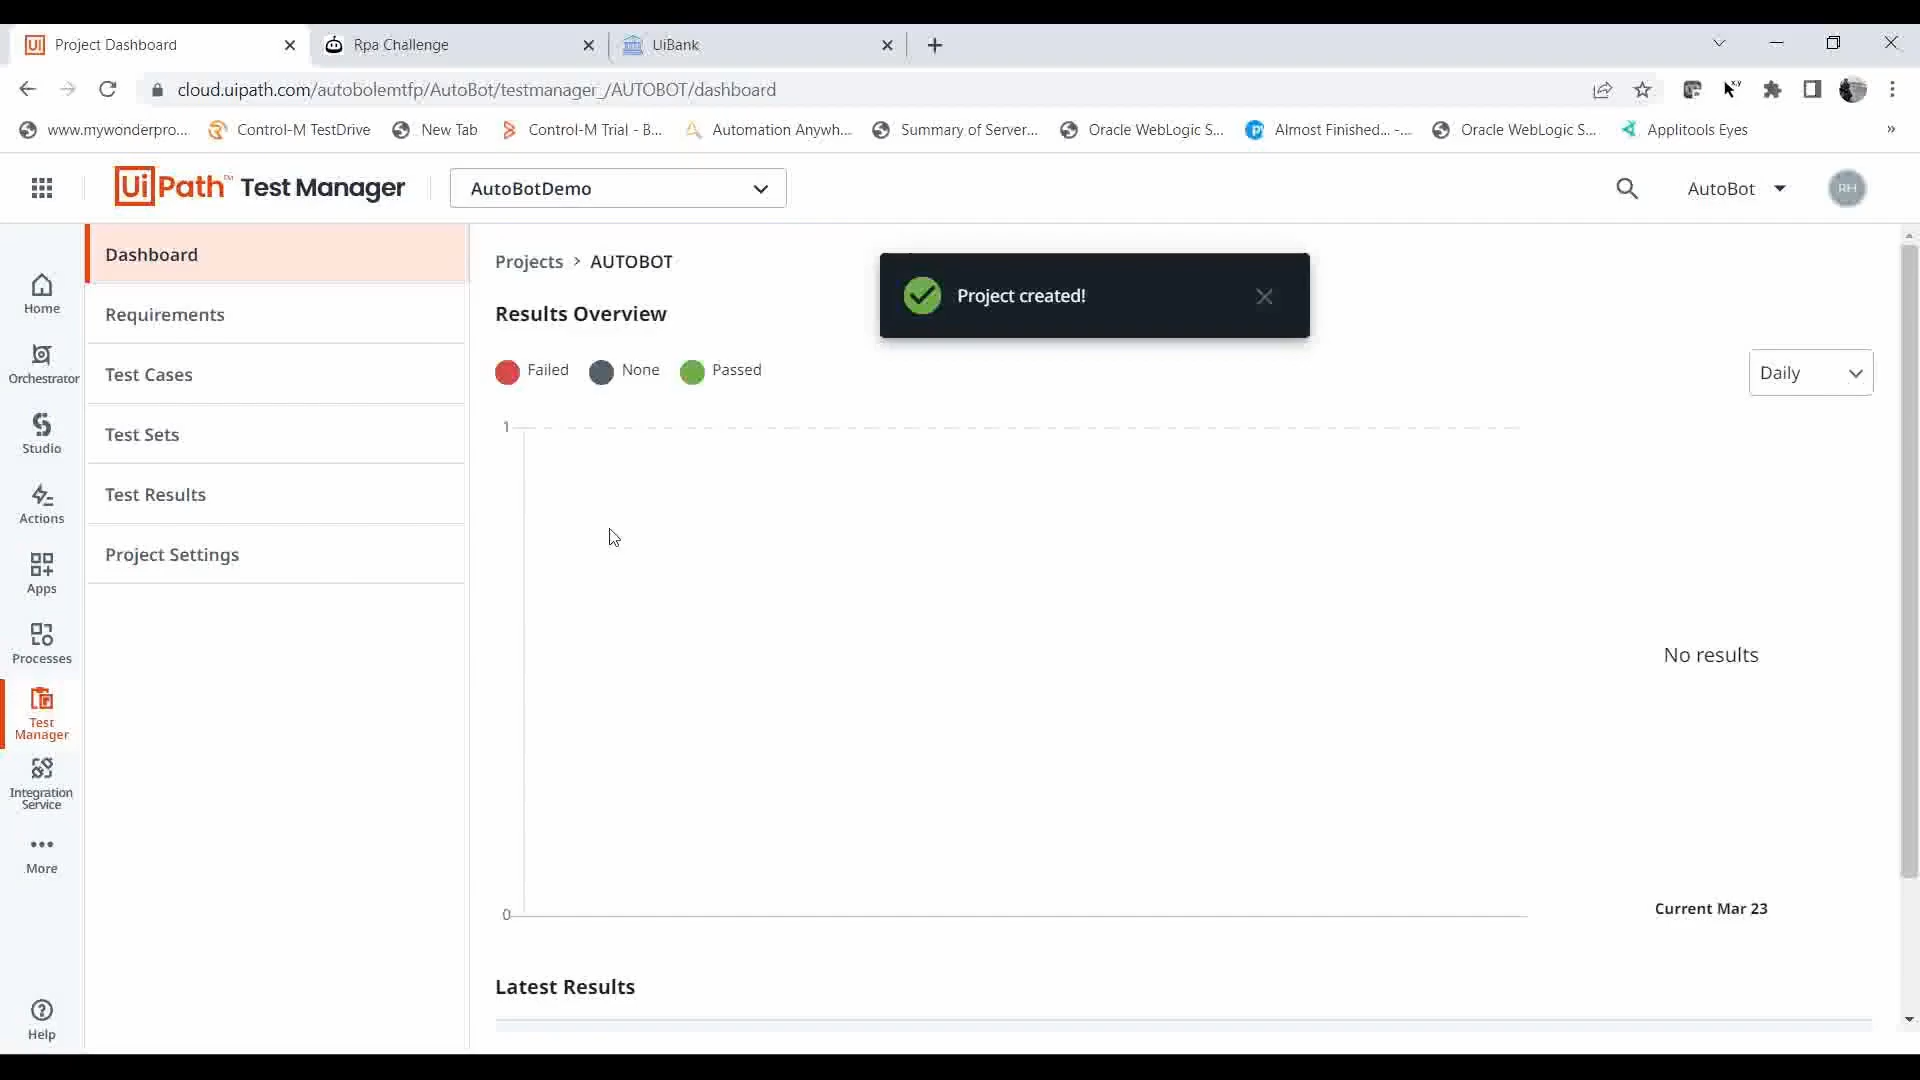 Project Dashboard
Rpa Challenge
UiBank
cloud.uipath.com/autobolemtfp/AutoBot/testmanager_/AUTOBOT/dashboard
www.mywonderpro...
Control-M TestDrive
New Tab
Control-M Trial - B...
Automation Anywh...
Summary of Server...
Oracle WebLogic S...
Almost Finished... -...
Oracle WebLogic S...
Applitools Eyes
»
UiPath™ Test Manager
AutoBotDemo
AutoBot
RH
Home
Orchestrator
Studio
Actions
Apps
Processes
Test
Manager
Integration
Service
More
Help
Dashboard
Requirements
Test Cases
Test Sets
Test Results
Project Settings
Projects > AUTOBOT
Project created!
Results Overview
Failed
None
Passed
Daily
1
0
No results
Current Mar 23
Latest Results